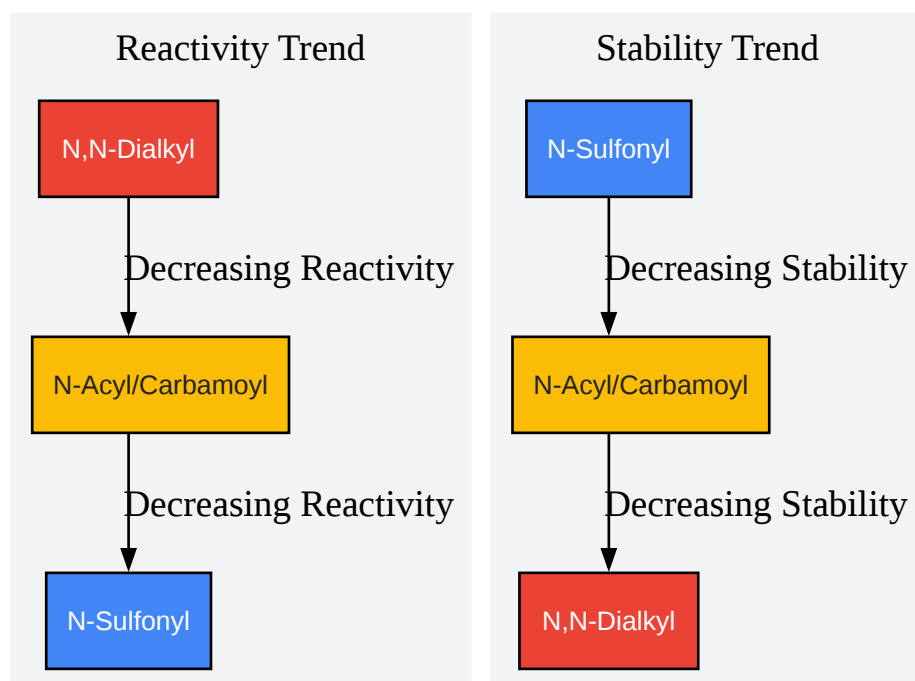 Reactivity Trend
N,N-Dialkyl
Decreasing Reactivity
N-Acyl/Carbamoyl
Decreasing Reactivity
N-Sulfonyl
Stability Trend
N-Sulfonyl
Decreasing Stability
N-Acyl/Carbamoyl
Decreasing Stability
N,N-Dialkyl